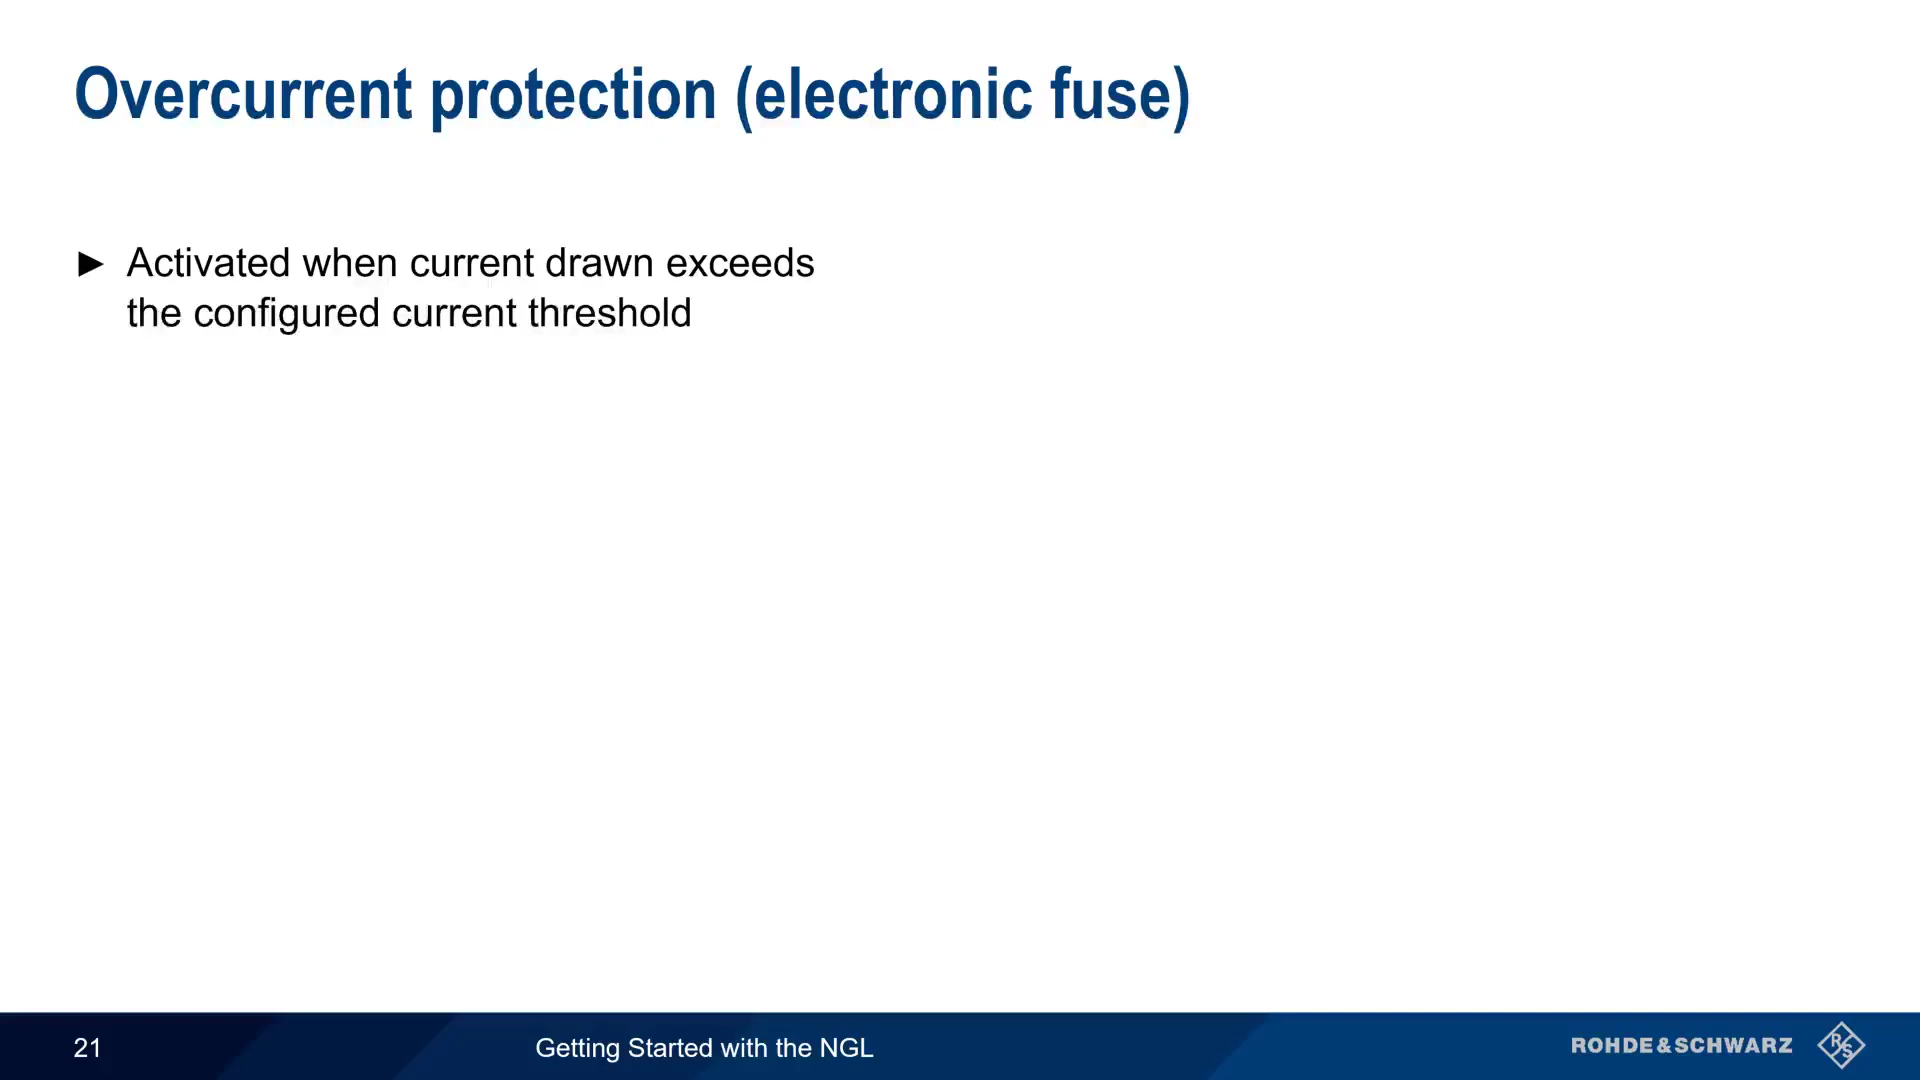 Overcurrent protection (electronic fuse)
► Activated when current drawn exceeds
the configured current threshold
21
Getting Started with the NGL
ROHDE&SCHWARZ
R&S